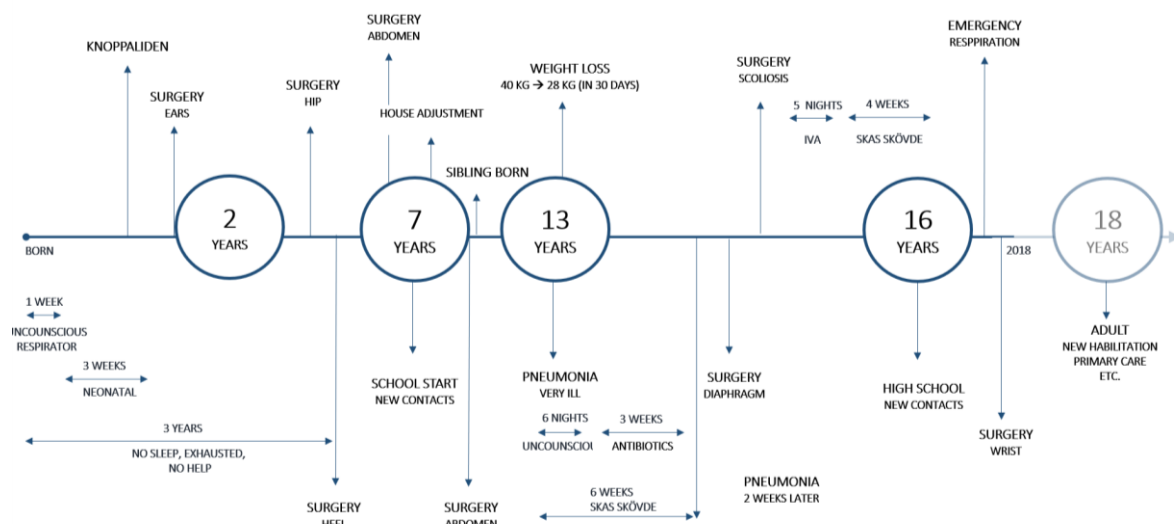 KNOPPALIDEN
SURGERY
EARS
SURGERY
HIP
SURGERY
ABDOMEN
HOUSE ADJUSTMENT
SIBLING BORN
WEIGHT LOSS
40 KG → 28 KG (IN 30 DAYS)
SURGERY
SCOLIOSIS
5 NIGHTS
IVA
4 WEEKS
SKAS SKÖVDE
EMERGENCY
RESPPIRATION
BORN
2
YEARS
7
YEARS
13
YEARS
16
YEARS
2018
18
YEARS
1 WEEK
INCOUNSCIOUS
RESPIRATOR
3 WEEKS
NEONATAL
3 YEARS
NO SLEEP, EXHAUSTED,
NO HELP
SURGERY
HEEL
SCHOOL START
NEW CONTACTS
SURGERY
ABDOMEN
PNEUMONIA
VERY ILL
6 NIGHTS
UNCOUNSCIOU
3 WEEKS
ANTIBIOTICS
6 WEEKS
SKAS SKÖVDE
SURGERY
DIAPHRAGM
PNEUMONIA
2 WEEKS LATER
HIGH SCHOOL
NEW CONTACTS
SURGERY
WRIST
ADULT
NEW HABILITATION
PRIMARY CARE
ETC.